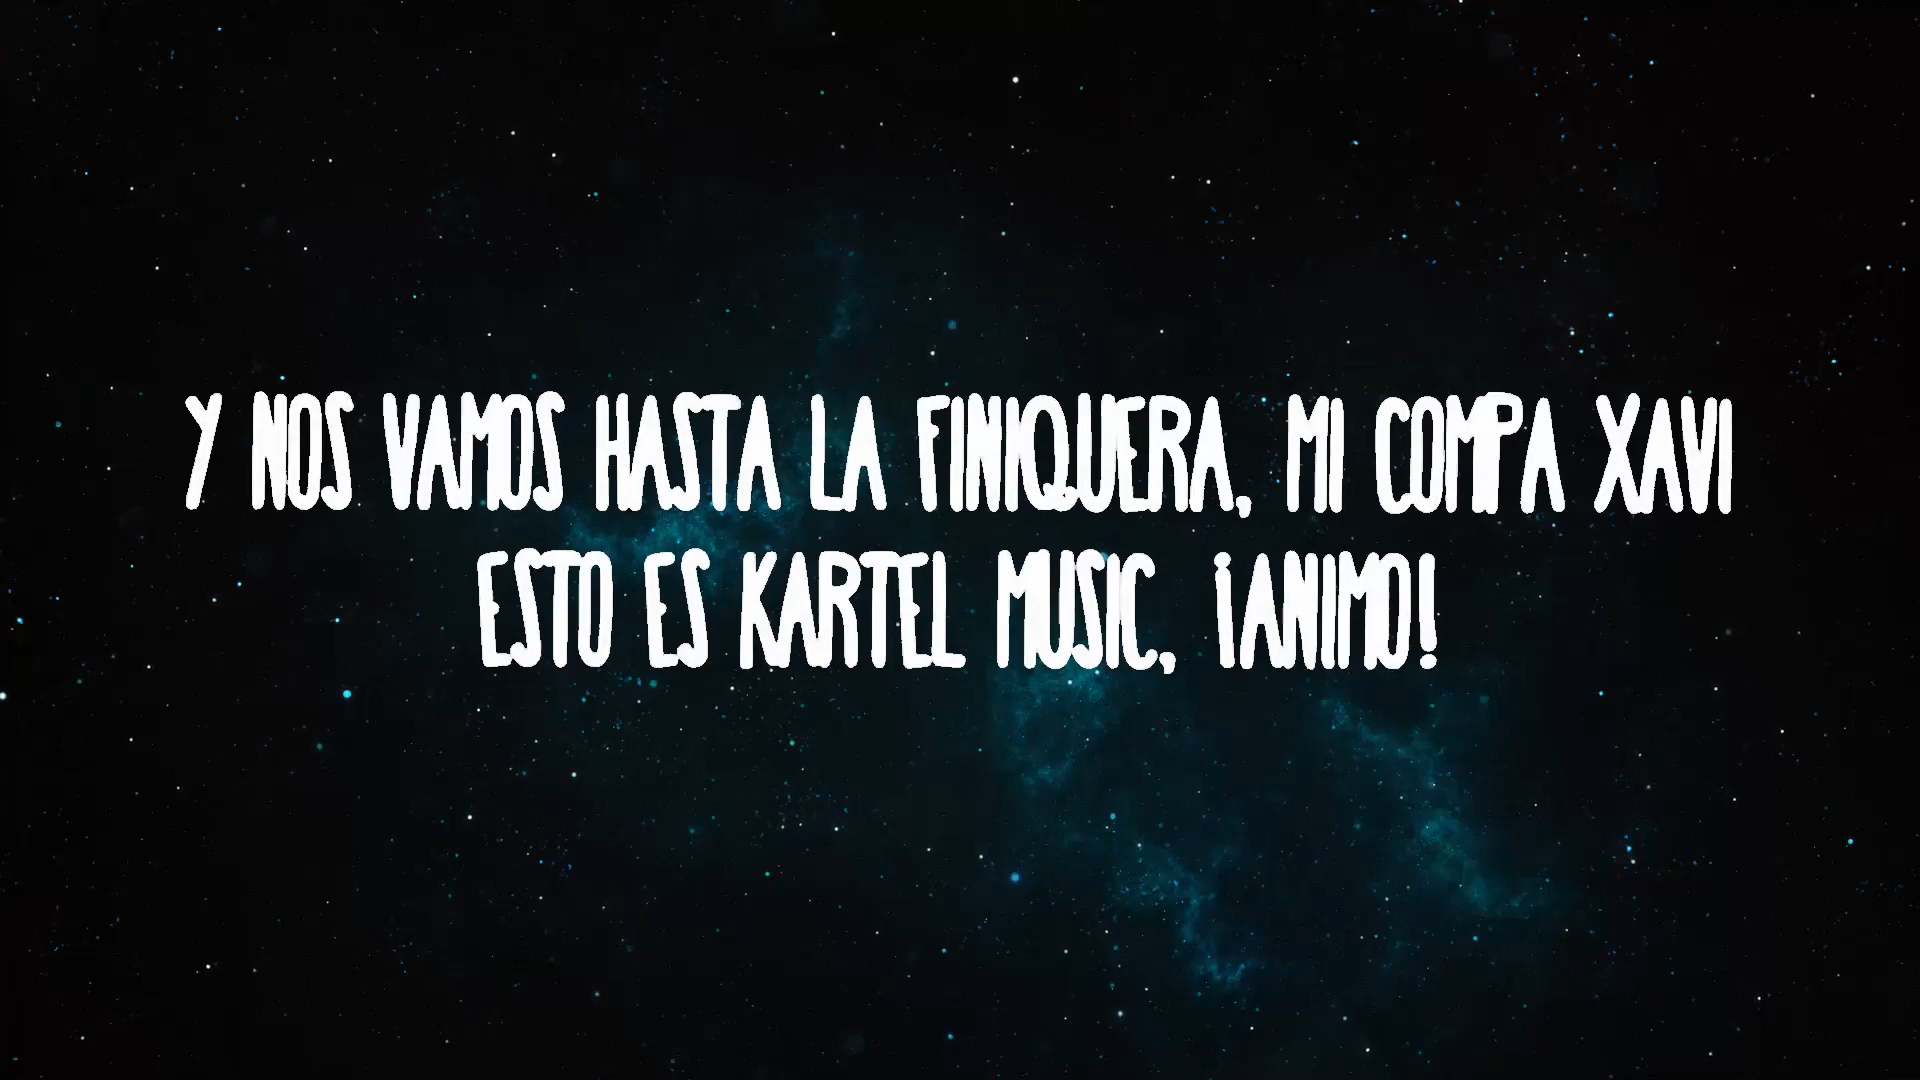 Y NOS VAMOS HASTA LA FINIQUERA, MI COMPA XAVI
ESTO ES KARTEL MUSIC, ¡ANIMO!